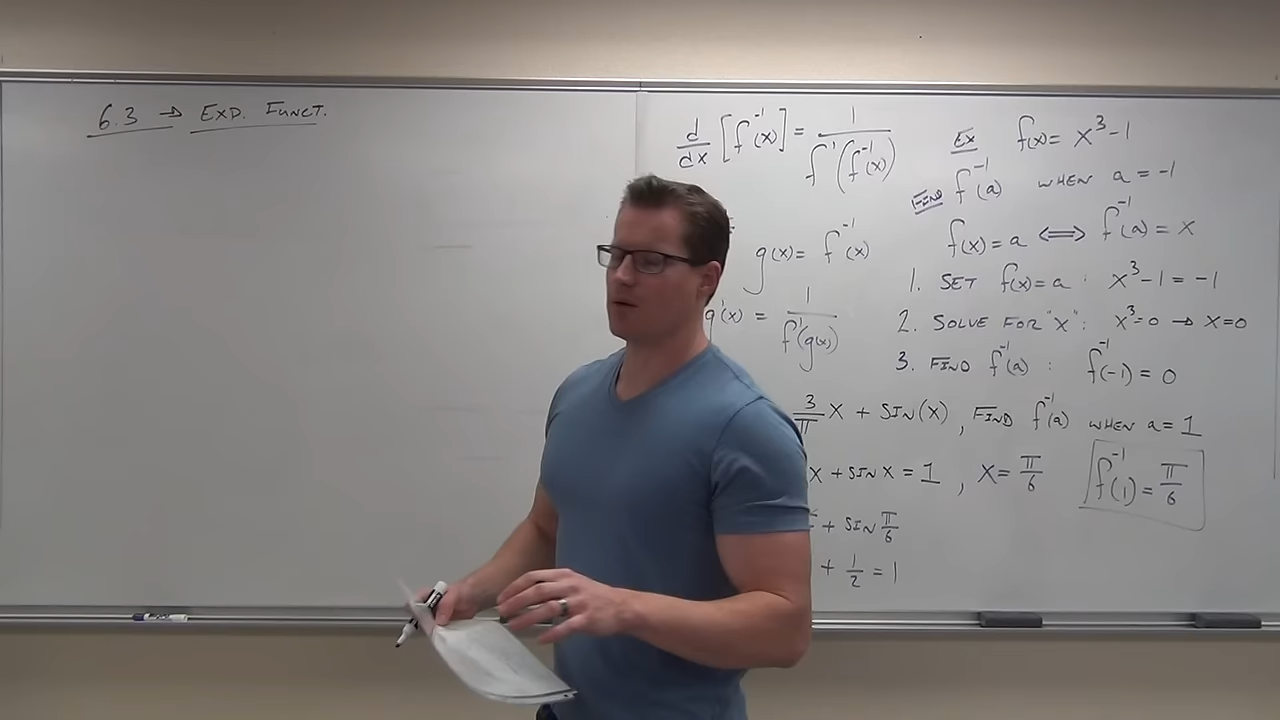 6.3 → EXP. FUNCT.
d/dx [f⁻¹(x)] = 1/f'(f⁻¹(x))
g(x) = f⁻¹(x)
g'(x) = 1/f'(g(x))
EX f(x) = x³-1
FIND f⁻¹(a) WHEN a = -1
f(x) = a ⟺ f⁻¹(a) = x
1. SET f(x) = a : x³-1 = -1
2. SOLVE FOR "x" : x³=0 → x=0
3. FIND f⁻¹(a) : f⁻¹(-1) = 0
3/π x + SIN(x), FIND f⁻¹(a) WHEN a = 1
x + SIN x = 1, x = π/6 f⁻¹(1) = π/6
+ SIN π/6
+ 1/2 = 1